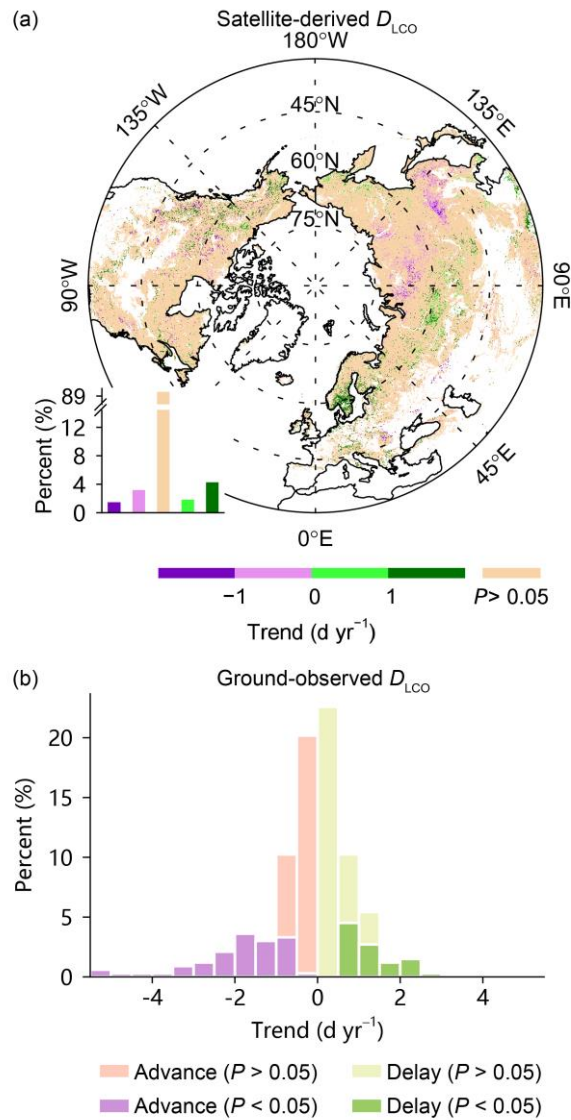 (a)
Satellite-derived D_LCO
180°W
135°W
45°N
135°E
60°N
75°N
90°W
90°E
89
12
8
4
0
Percent (%)
45°E
0°E
−1
0
1
P> 0.05
Trend (d yr⁻¹)
(b)
Ground-observed D_LCO
20
15
10
5
0
Percent (%)
-4
-2
0
2
4
Trend (d yr⁻¹)
Advance (P > 0.05)
Delay (P > 0.05)
Advance (P < 0.05)
Delay (P < 0.05)